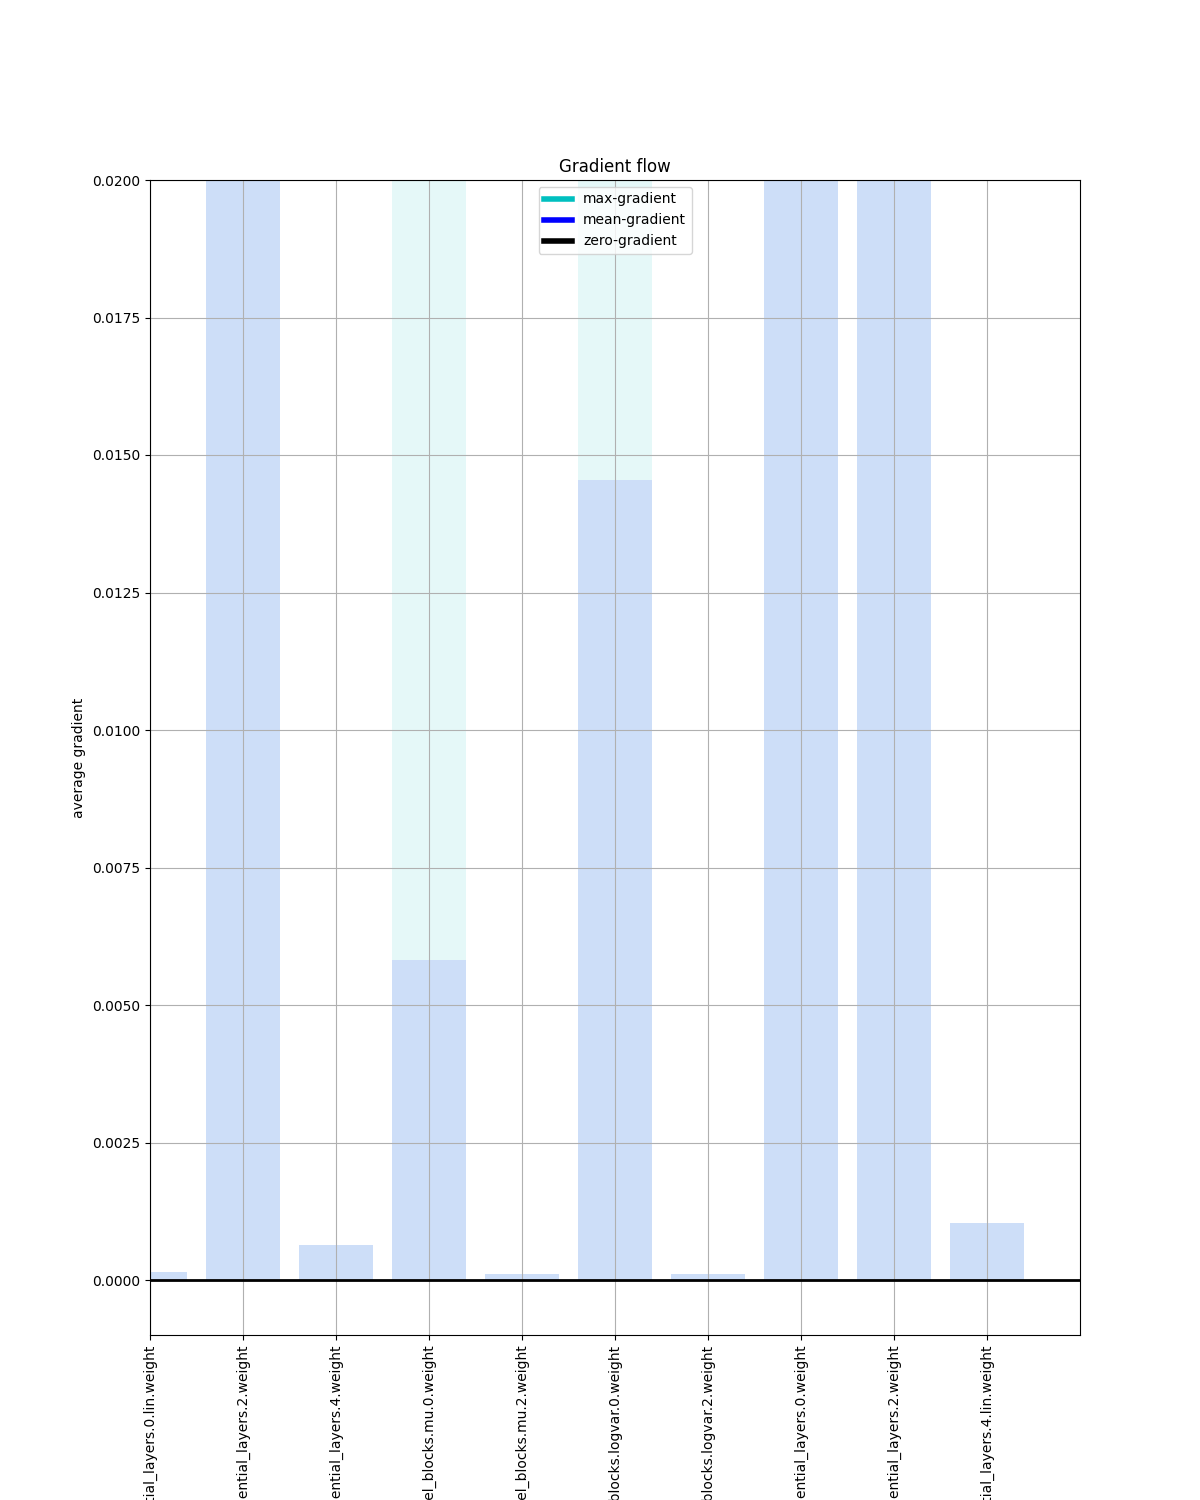 Gradient flow
max-gradient
mean-gradient
zero-gradient
0.0200
0.0175
0.0150
0.0125
0.0100
0.0075
0.0050
0.0025
0.0000
average gradient
tial_layers.0.lin.weight
ential_layers.2.weight
ential_layers.4.weight
el_blocks.mu.0.weight
el_blocks.mu.2.weight
blocks.logvar.0.weight
blocks.logvar.2.weight
ential_layers.0.weight
ential_layers.2.weight
tial_layers.4.lin.weight